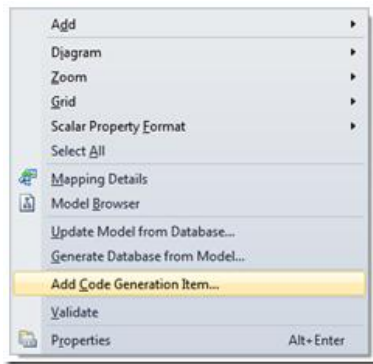 Add
Diagram
Zoom
Grid
Scalar Property Format
Select All
Mapping Details
Model Browser
Update Model from Database...
Generate Database from Model...
Add Code Generation Item...
Validate
Properties Alt+Enter